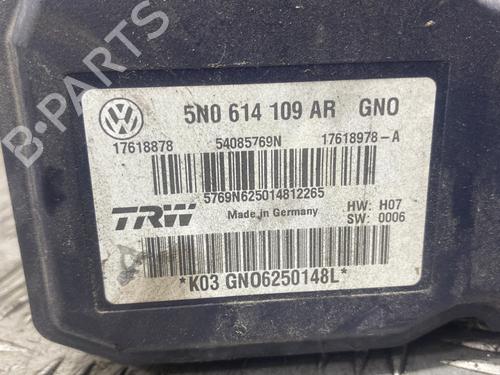 5N0 614 109 AR GNO
17618878 54085769N 17618978-A
5769N625014812265
TRW Made in Germany HW: H07
SW: 0006
*K03 GNO6250148L*